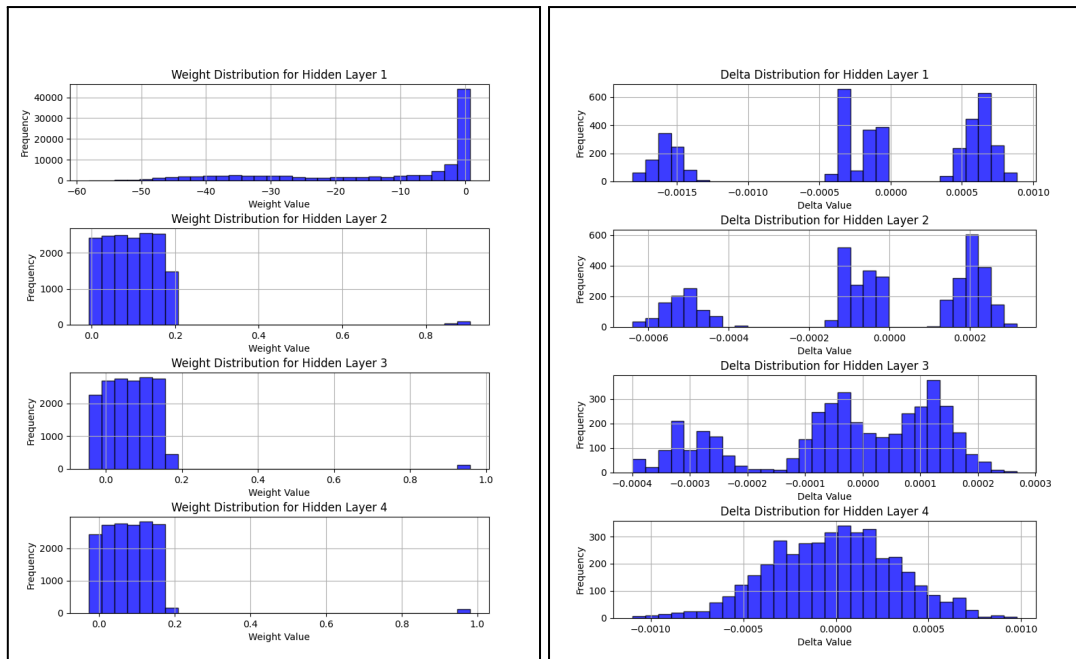 Weight Distribution for Hidden Layer 1
40000
30000
20000
10000
0
Frequency
−60 −50 −40 −30 −20 −10 0
Weight Value
Weight Distribution for Hidden Layer 2
2000
1000
0
Frequency
0.0 0.2 0.4 0.6 0.8
Weight Value
Weight Distribution for Hidden Layer 3
2000
1000
0
Frequency
0.0 0.2 0.4 0.6 0.8 1.0
Weight Value
Weight Distribution for Hidden Layer 4
2000
1000
0
Frequency
0.0 0.2 0.4 0.6 0.8 1.0
Weight Value
Delta Distribution for Hidden Layer 1
600
400
200
0
Frequency
−0.0015 −0.0010 −0.0005 0.0000 0.0005 0.0010
Delta Value
Delta Distribution for Hidden Layer 2
600
400
200
0
Frequency
−0.0006 −0.0004 −0.0002 0.0000 0.0002
Delta Value
Delta Distribution for Hidden Layer 3
300
200
100
0
Frequency
−0.0004 −0.0003 −0.0002 −0.0001 0.0000 0.0001 0.0002 0.0003
Delta Value
Delta Distribution for Hidden Layer 4
300
200
100
0
Frequency
−0.0010 −0.0005 0.0000 0.0005 0.0010
Delta Value